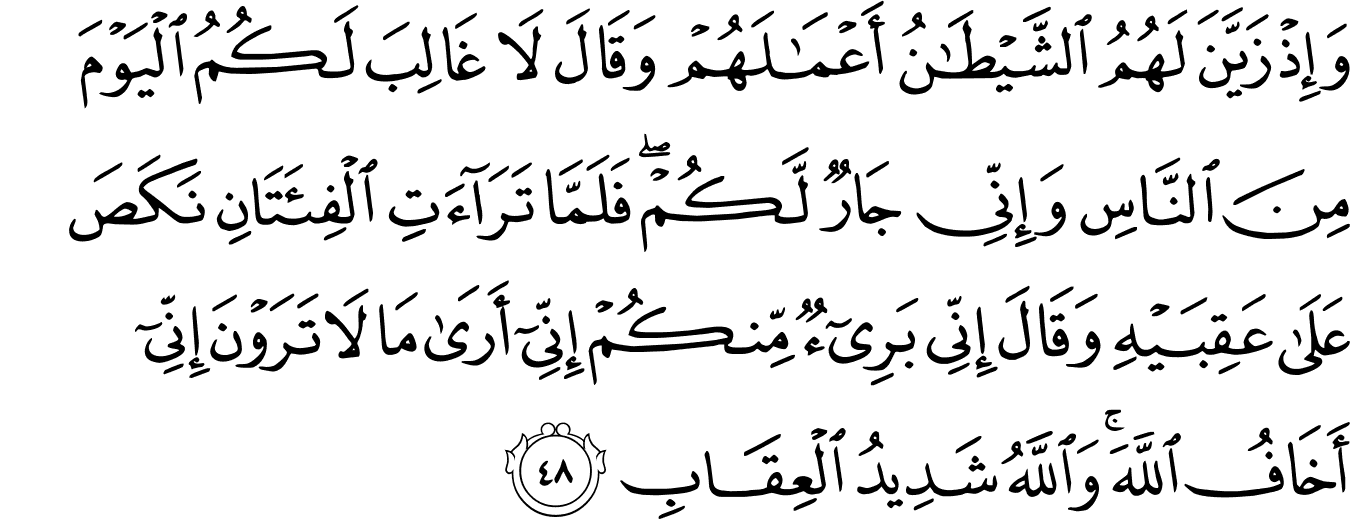 وَإِذْ زَيَّنَ لَهُمُ ٱلشَّيْطَـٰنُ أَعْمَـٰلَهُمْ وَقَالَ لَا غَالِبَ لَكُمُ ٱلْيَوْمَ
مِنَ ٱلنَّاسِ وَإِنِّى جَارٌ لَّكُمْ ۖ فَلَمَّا تَرَآءَتِ ٱلْفِئَتَانِ نَكَصَ
عَلَىٰ عَقِبَيْهِ وَقَالَ إِنِّى بَرِىٓءٌ مِّنكُمْ إِنِّىٓ أَرَىٰ مَا لَا تَرَوْنَ إِنِّىٓ
أَخَافُ ٱللَّهَ ۚ وَٱللَّهُ شَدِيدُ ٱلْعِقَابِ ٤٨